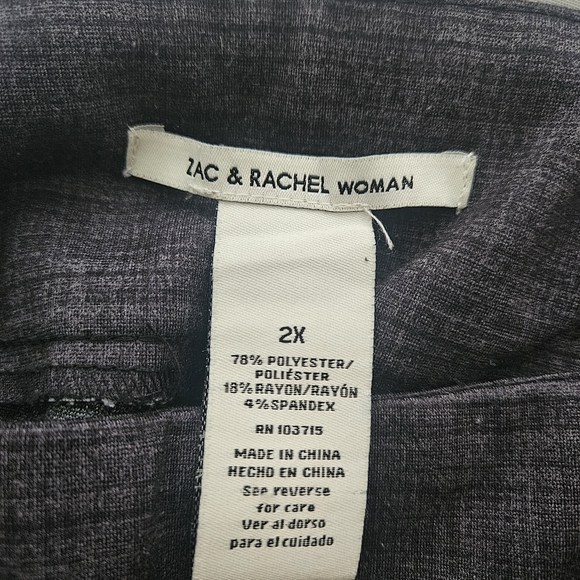 ZAC & RACHEL WOMAN
2X
78% POLYESTER/
POLIÉSTER
18% RAYON/RAYÓN
4% SPANDEX
RN 103715
MADE IN CHINA
HECHO EN CHINA
See reverse
for care
Ver al dorso
para el cuidado